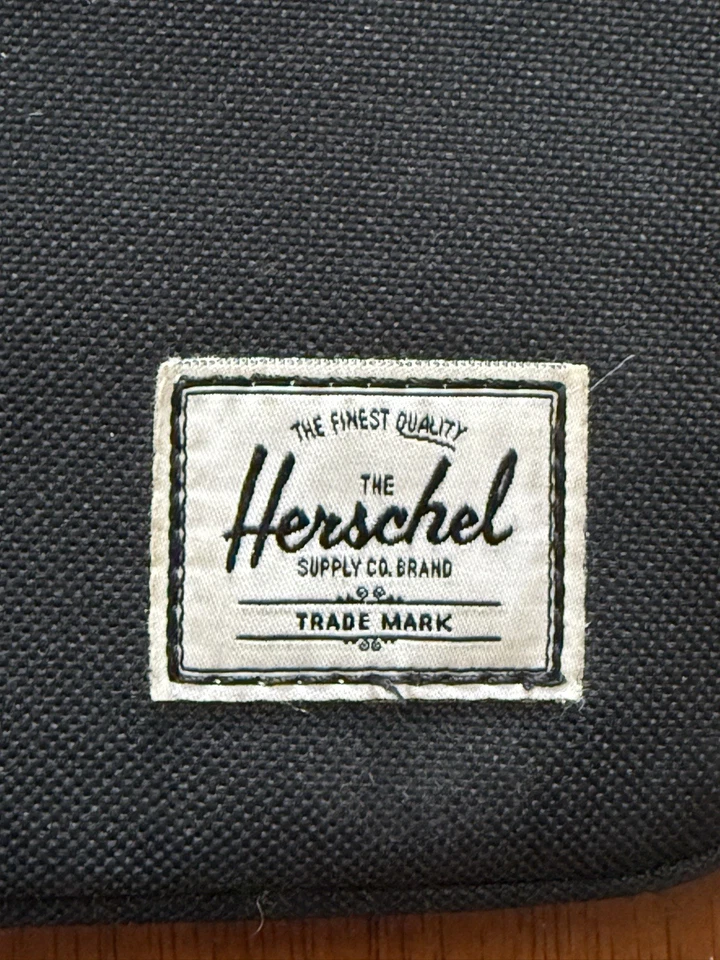 THE FINEST QUALITY
THE
Herschel
SUPPLY CO. BRAND
TRADE MARK